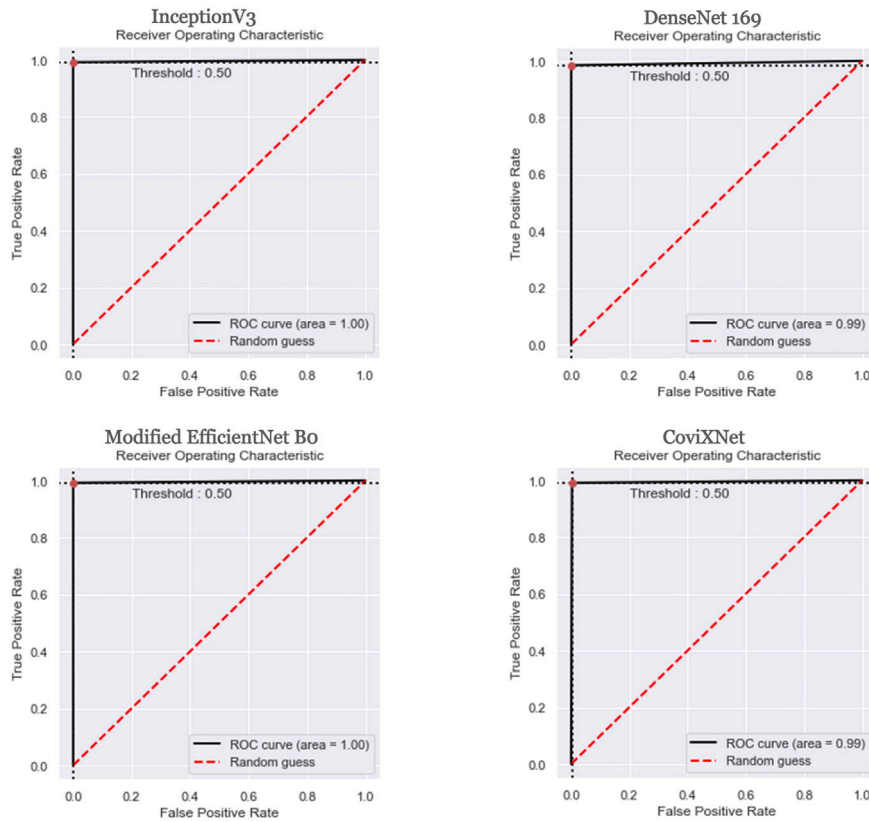 InceptionV3
Receiver Operating Characteristic
1.0
Threshold : 0.50
0.8
0.6
0.4
0.2
0.0
True Positive Rate
ROC curve (area = 1.00)
Random guess
0.0 0.2 0.4 0.6 0.8 1.0
False Positive Rate
DenseNet 169
Receiver Operating Characteristic
1.0
Threshold : 0.50
0.8
0.6
0.4
0.2
0.0
True Positive Rate
ROC curve (area = 0.99)
Random guess
0.0 0.2 0.4 0.6 0.8 1.0
False Positive Rate
Modified EfficientNet B0
Receiver Operating Characteristic
1.0
Threshold : 0.50
0.8
0.6
0.4
0.2
0.0
True Positive Rate
ROC curve (area = 1.00)
Random guess
0.0 0.2 0.4 0.6 0.8 1.0
False Positive Rate
CoviXNet
Receiver Operating Characteristic
1.0
Threshold : 0.50
0.8
0.6
0.4
0.2
0.0
True Positive Rate
ROC curve (area = 0.99)
Random guess
0.0 0.2 0.4 0.6 0.8 1.0
False Positive Rate